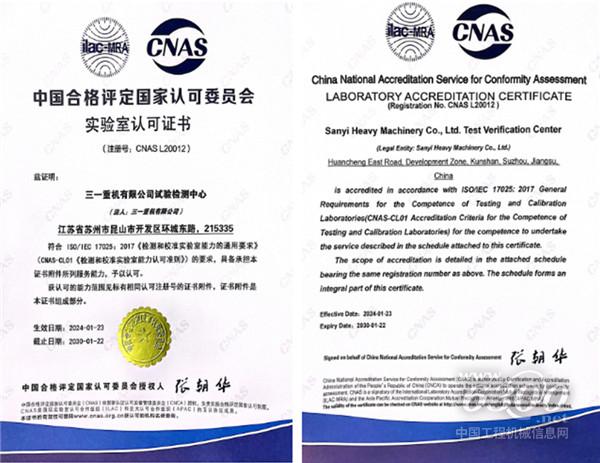 ilac-MRA
CNAS
中国合格评定国家认可委员会
实验室认可证书
(注册号: CNAS L20012)
兹证明:
三一重机有限公司试验检测中心
(法人: 三一重机有限公司)
江苏省苏州市昆山市开发区环城东路, 215335
符合 ISO/IEC 17025: 2017《检测和校准实验室能力的通用要求》
(CNAS-CL01《检测和校准实验室能力认可准则》)的要求, 具备承担本
证书附件所列服务能力, 予以认可。
获认可的能力范围见标有相同认可注册号的证书附件, 证书附件是
本证书组成部分。
生效日期: 2024-01-23
截止日期: 2030-01-22
中国合格评定国家认可委员会授权人
张朝华
ilac-MRA
CNAS
China National Accreditation Service for Conformity Assessment
LABORATORY ACCREDITATION CERTIFICATE
(Registration No. CNAS L20012)
Sanyi Heavy Machinery Co., Ltd. Test Verification Center
(Legal Entity: Sanyi Heavy Machinery Co., Ltd.)
Huancheng East Road, Development Zone, Kunshan, Suzhou, Jiangsu,
China
is accredited in accordance with ISO/IEC 17025: 2017 General
Requirements for the Competence of Testing and Calibration
Laboratories(CNAS-CL01 Accreditation Criteria for the Competence of
Testing and Calibration Laboratories) for the competence to undertake
the service described in the schedule attached to this certificate.
The scope of accreditation is detailed in the attached schedule
bearing the same registration number as above. The schedule forms an
integral part of this certificate.
Effective Date: 2024-01-23
Expiry Date: 2030-01-22
Signed on behalf of China National Accreditation Service for Conformity Assessment
张朝华
中国工程机械信息网